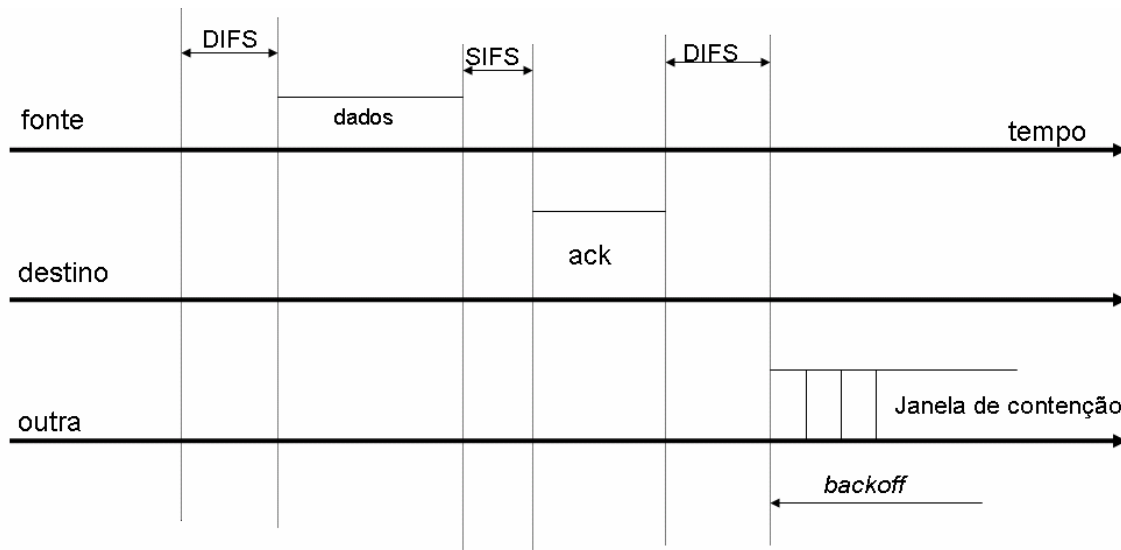 DIFS
SIFS
DIFS
fonte
dados
tempo
ack
destino
Janela de contenção
outra
backoff